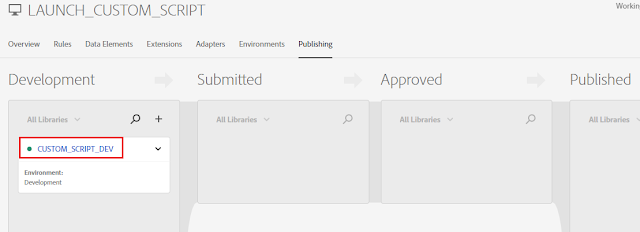 LAUNCH_CUSTOM_SCRIPT
Workin
Overview Rules Data Elements Extensions Adapters Environments Publishing
Development Submitted Approved Published
All Libraries All Libraries All Libraries All Libraries
CUSTOM_SCRIPT_DEV
Environment:
Development